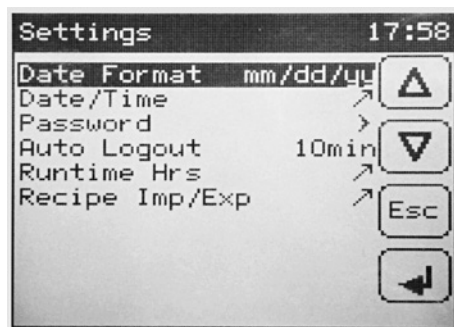 Settings 17:58
Date Format mm/dd/yy
Date/Time
Password >
Auto Logout 10min
Runtime Hrs
Recipe Imp/Exp
Esc